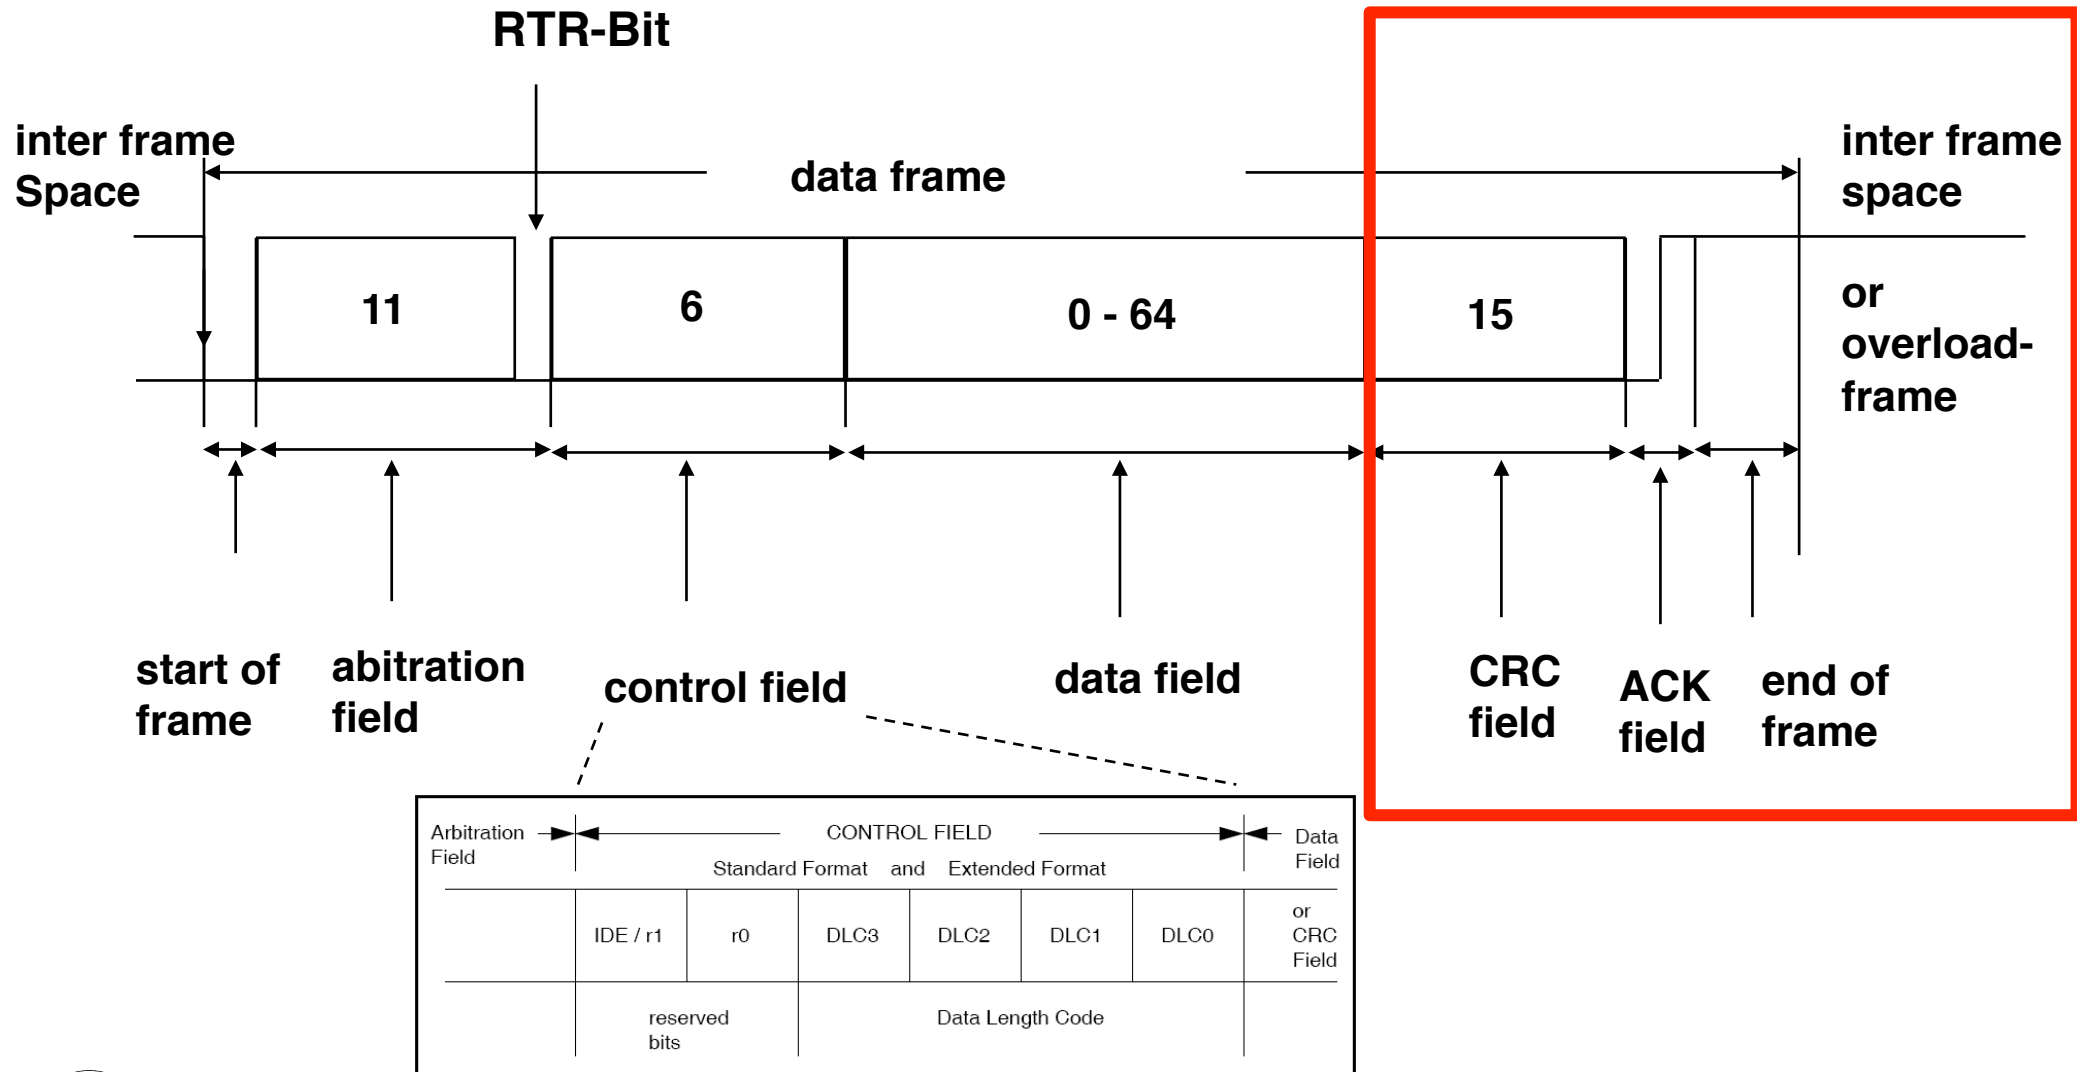 RTR-Bit
inter frame
Space
data frame
inter frame
space
11
6
0 - 64
15
or
overload-
frame
start of
frame
abitration
field
control field
data field
CRC
field
ACK
field
end of
frame
Arbitration
Field
CONTROL FIELD
Data
Field
Standard Format and Extended Format
IDE / r1
r0
DLC3
DLC2
DLC1
DLC0
or
CRC
Field
reserved
bits
Data Length Code